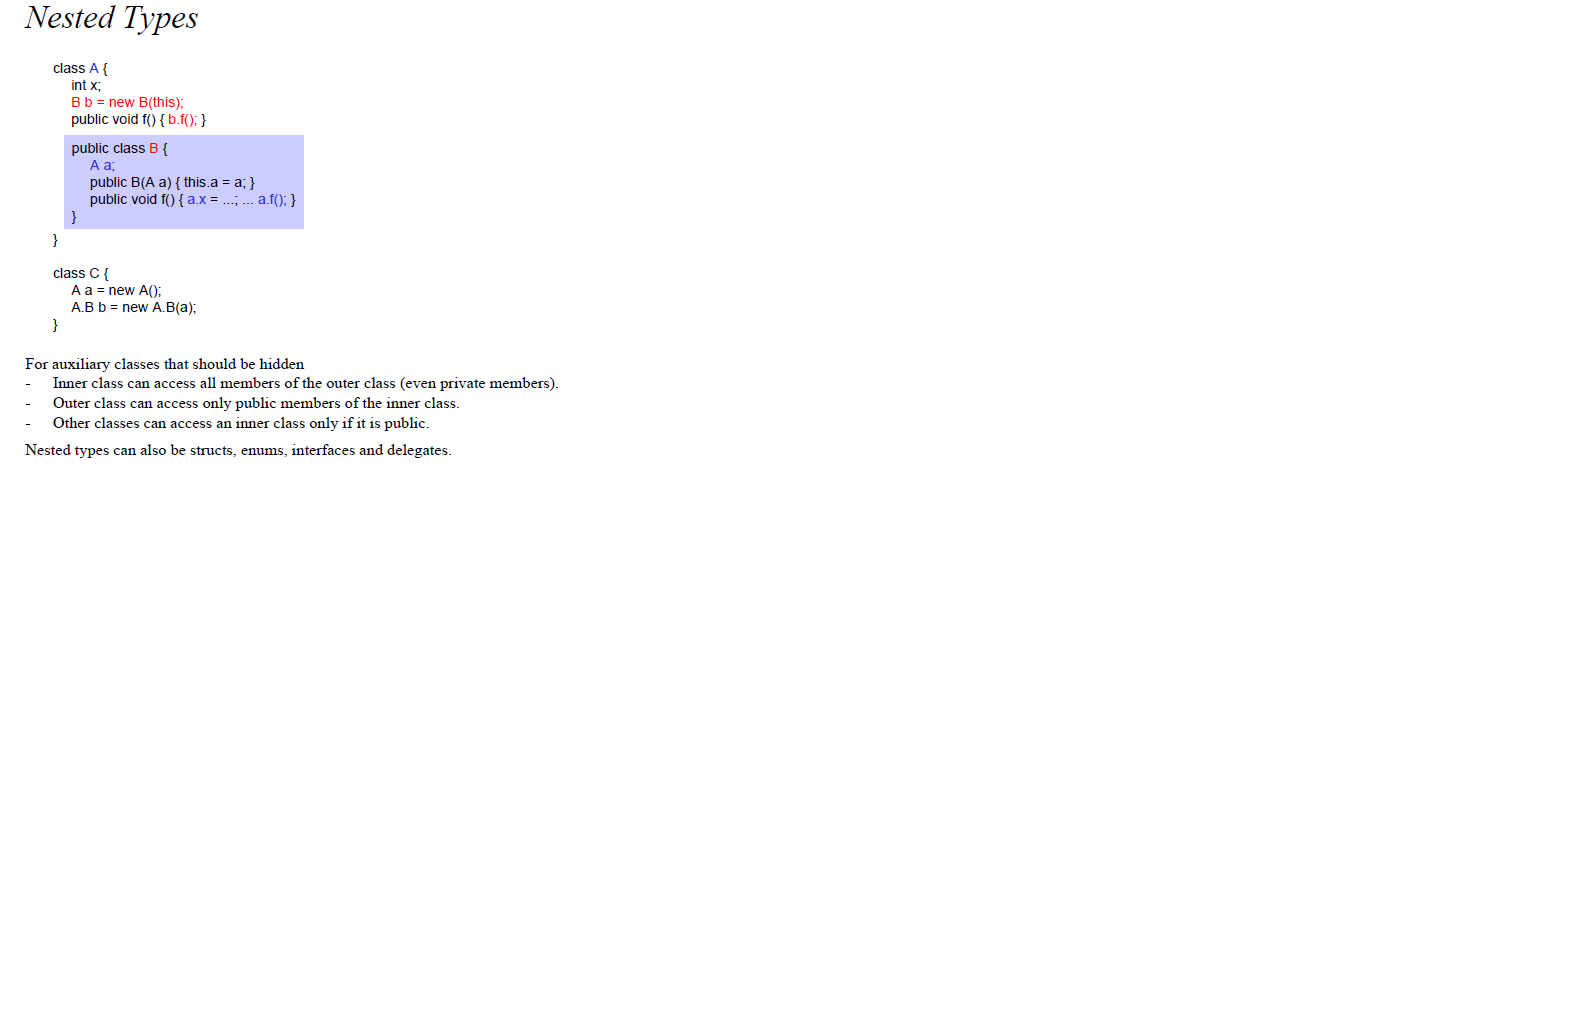 Nested Types
class A {
int x;
B b = new B(this);
public void f() { b.f(); }
public class B {
A a;
public B(A a) { this.a = a; }
public void f() { a.x = ...; ... a.f(); }
}
}
class C {
A a = new A();
A.B b = new A.B(a);
}
For auxiliary classes that should be hidden
- Inner class can access all members of the outer class (even private members).
- Outer class can access only public members of the inner class.
- Other classes can access an inner class only if it is public.
Nested types can also be structs, enums, interfaces and delegates.